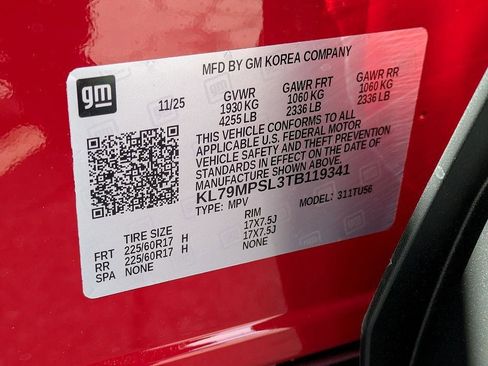 MFD BY GM KOREA COMPANY
gm
11/25 GVWR GAWR FRT GAWR RR
1930 KG 1060 KG 1060 KG
4255 LB 2336 LB 2336 LB
THIS VEHICLE CONFORMS TO ALL
APPLICABLE U.S. FEDERAL MOTOR
VEHICLE SAFETY AND THEFT PREVENTION
STANDARDS IN EFFECT ON THE DATE OF
MANUFACTURE SHOWN ABOVE.
KL79MPSL3TB119341
TYPE: MPV MODEL: 311TU56
TIRE SIZE RIM
FRT 225/60R17 H 17X7.5J
RR 225/60R17 H 17X7.5J
SPA NONE NONE